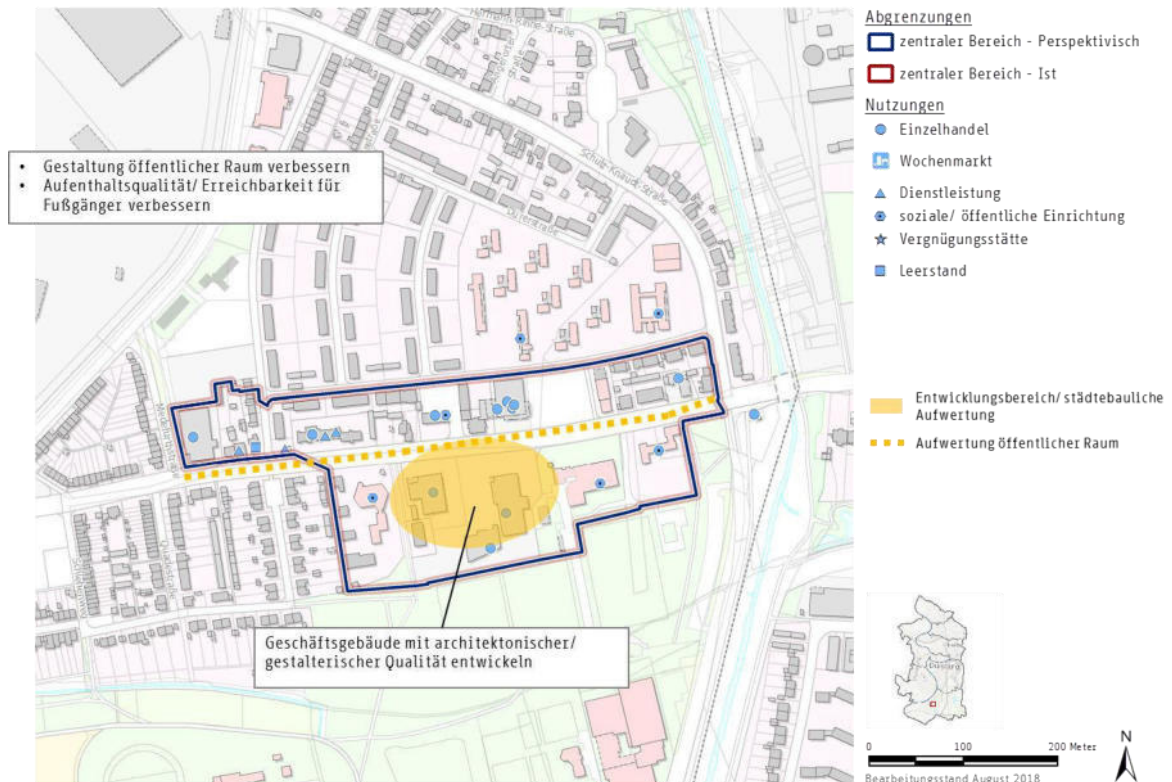 Abgrenzungen
zentraler Bereich - Perspektivisch
zentraler Bereich - Ist
Nutzungen
Einzelhandel
Wochenmarkt
Dienstleistung
soziale/ öffentliche Einrichtung
Vergnügungsstätte
Leerstand
Entwicklungsbereich/ städtebauliche
Aufwertung
Aufwertung öffentlicher Raum
• Gestaltung öffentlicher Raum verbessern
• Aufenthaltsqualität/ Erreichbarkeit für
Fußgänger verbessern
Schulz-Knaudt-Straße
Dürerstraße
Geschäftsgebäude mit architektonischer/
gestalterischer Qualität entwickeln
Duisburg
0 100 200 Meter
N
Bearbeitungsstand August 2018